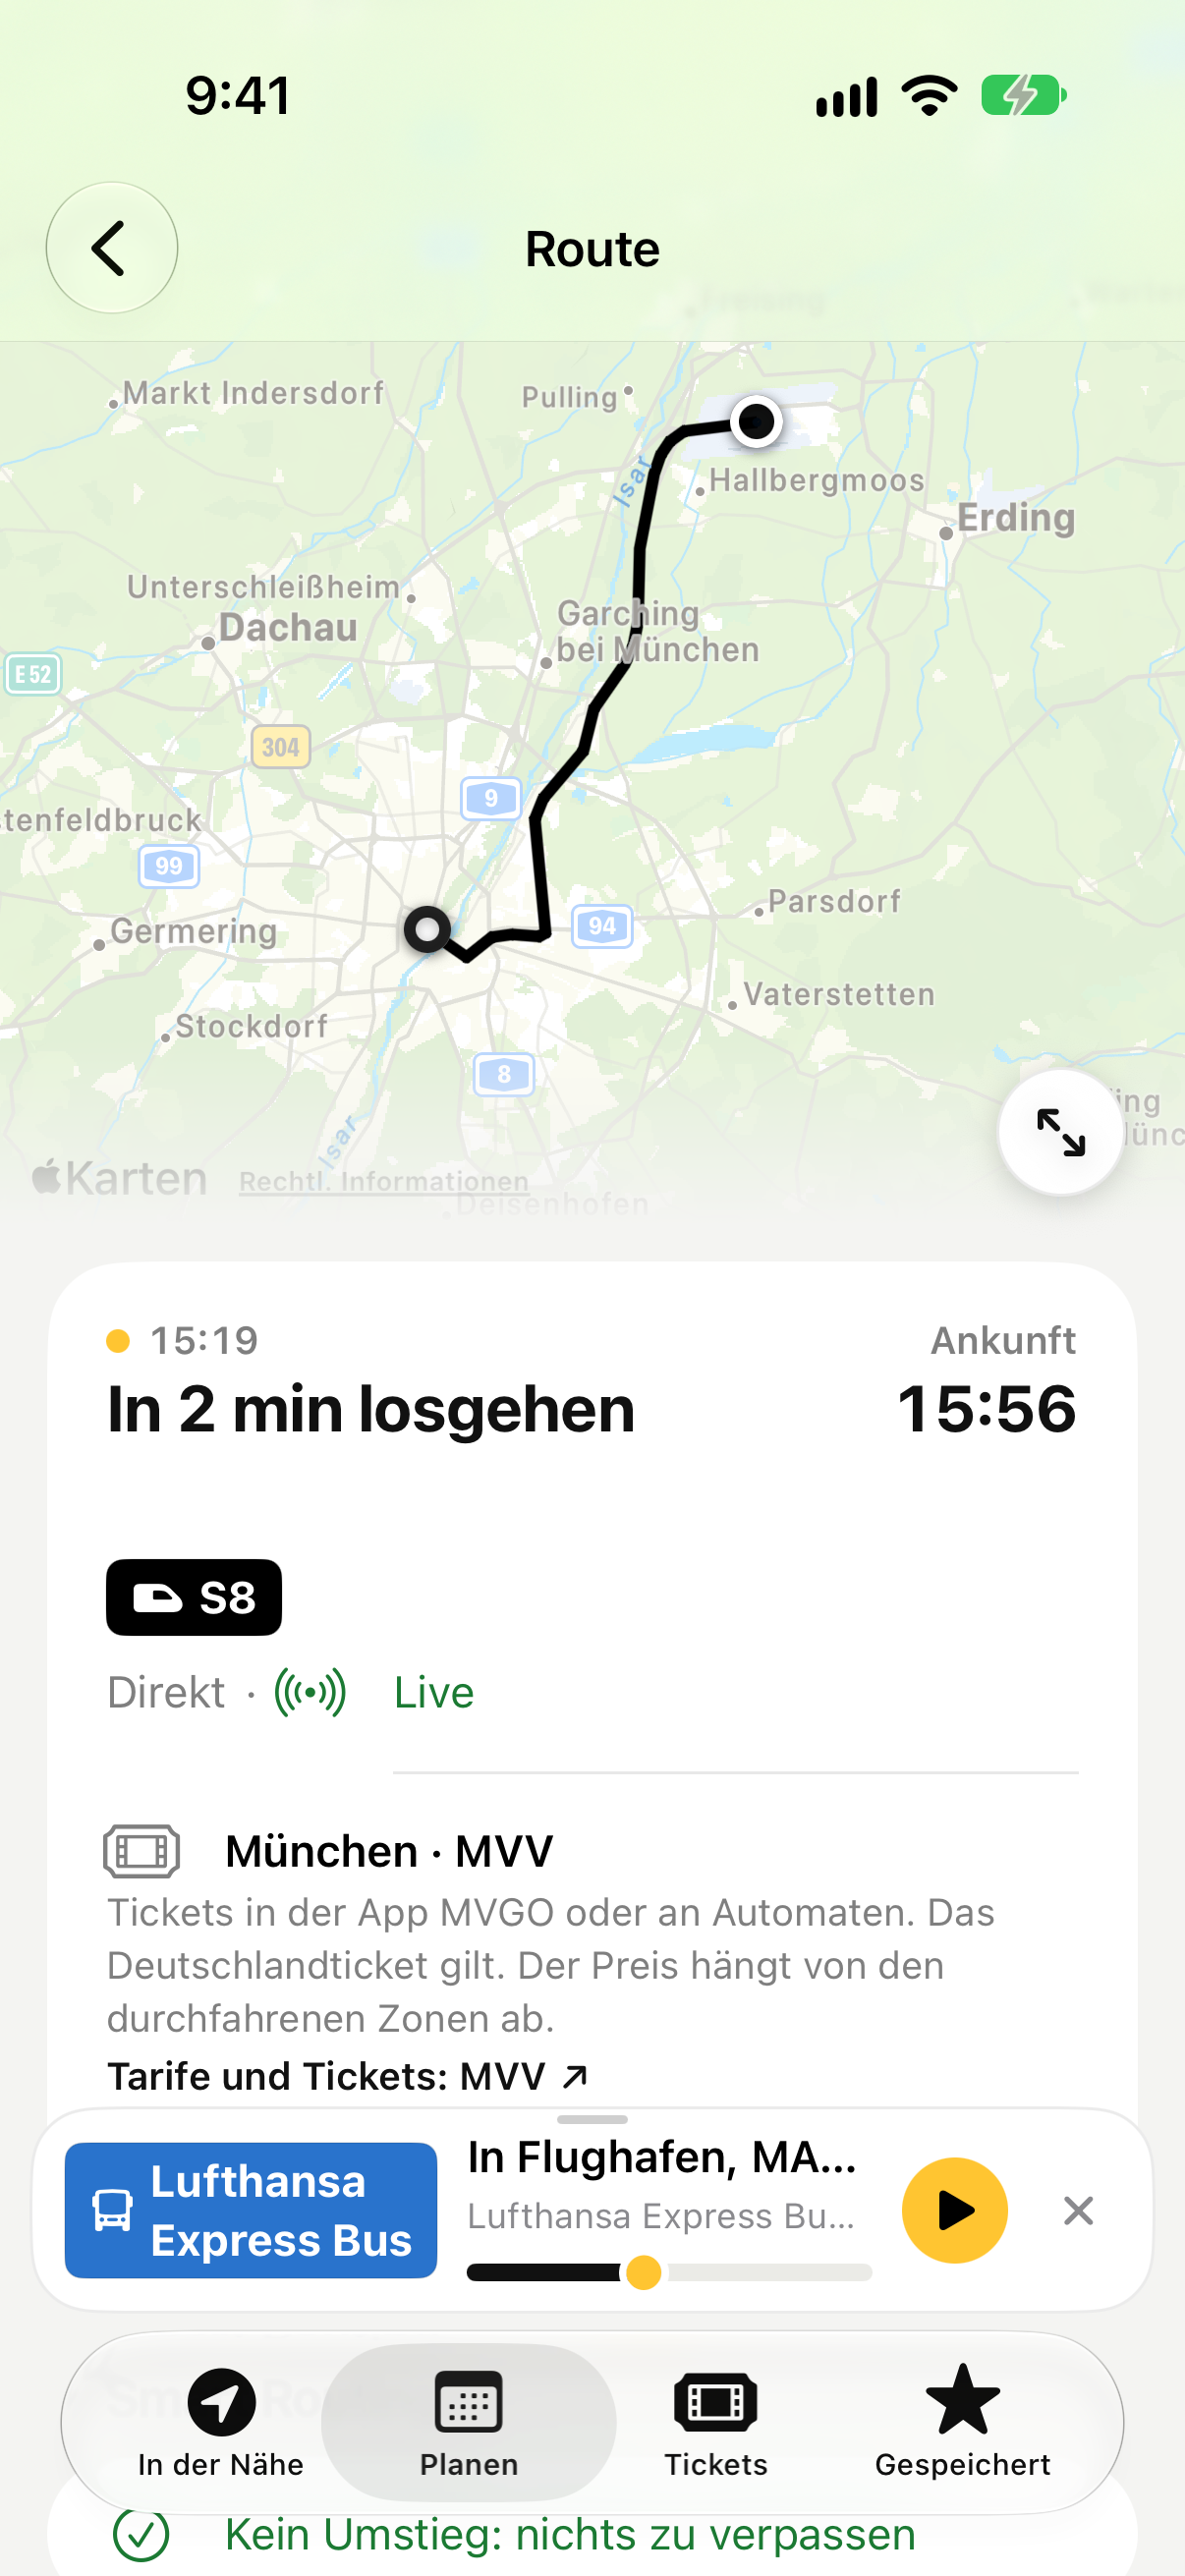 9:41
Route
Freising
Markt Indersdorf
Pulling
Isar
Hallbergmoos
Erding
Unterschleißheim
Dachau
Garching
bei München
E 52
304
9
tenfeldbruck
99
Germering
94
Parsdorf
Vaterstetten
Stockdorf
8
Isar
Karten
Rechtl. Informationen
Deisenhofen
15:19
Ankunft
In 2 min losgehen
15:56
S8
Direkt · Live
München · MVV
Tickets in der App MVGO oder an Automaten. Das
Deutschlandticket gilt. Der Preis hängt von den
durchfahrenen Zonen ab.
Tarife und Tickets: MVV ↗
Lufthansa
Express Bus
In Flughafen, MA...
Lufthansa Express Bu...
In der Nähe
Planen
Tickets
Gespeichert
Kein Umstieg: nichts zu verpassen